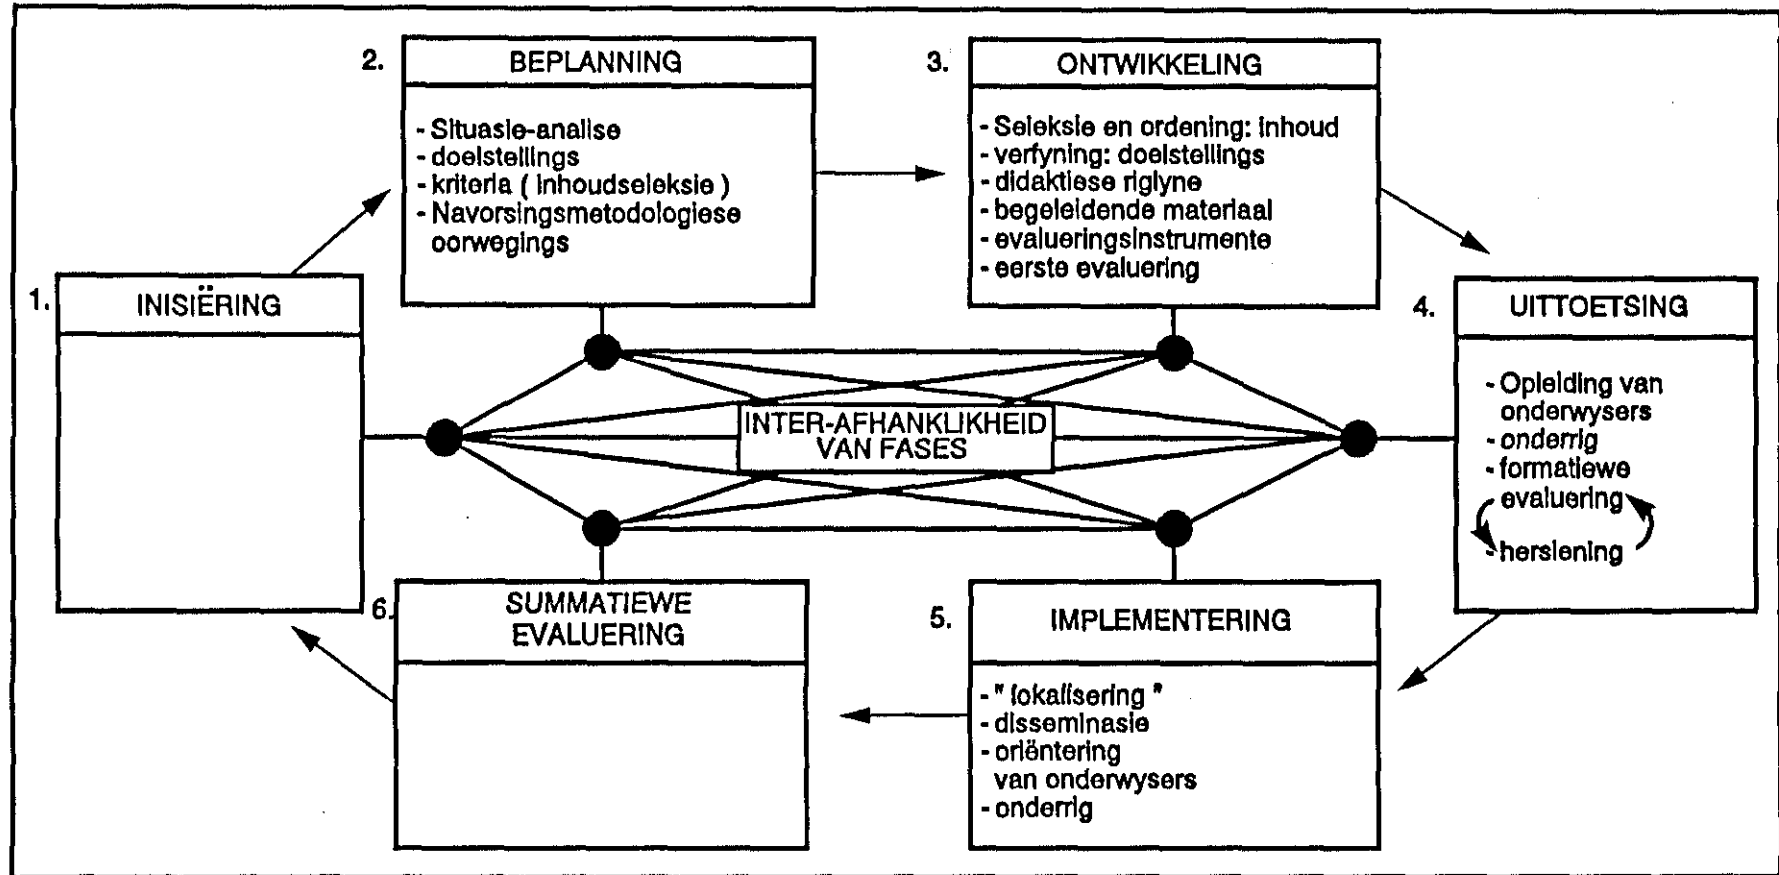 1.
INISIËRING
2.
BEPLANNING
- Situasie-analise
- doelstellings
- kriteria ( inhoudseleksie )
- Navorsingsmetodologiese
oorwegings
3.
ONTWIKKELING
- Seleksie en ordening: inhoud
- verfyning: doelstellings
- didaktiese riglyne
- begeleidende materiaal
- evalueringsinstrumente
- eerste evaluering
4.
UITTOETSING
- Opleiding van
onderwysers
- onderrig
- formatiewe
evaluering
- hersiening
INTER-AFHANKLIKHEID
VAN FASES
5.
IMPLEMENTERING
- " lokalisering "
- disseminasie
- oriëntering
van onderwysers
- onderrig
6.
SUMMATIEWE
EVALUERING